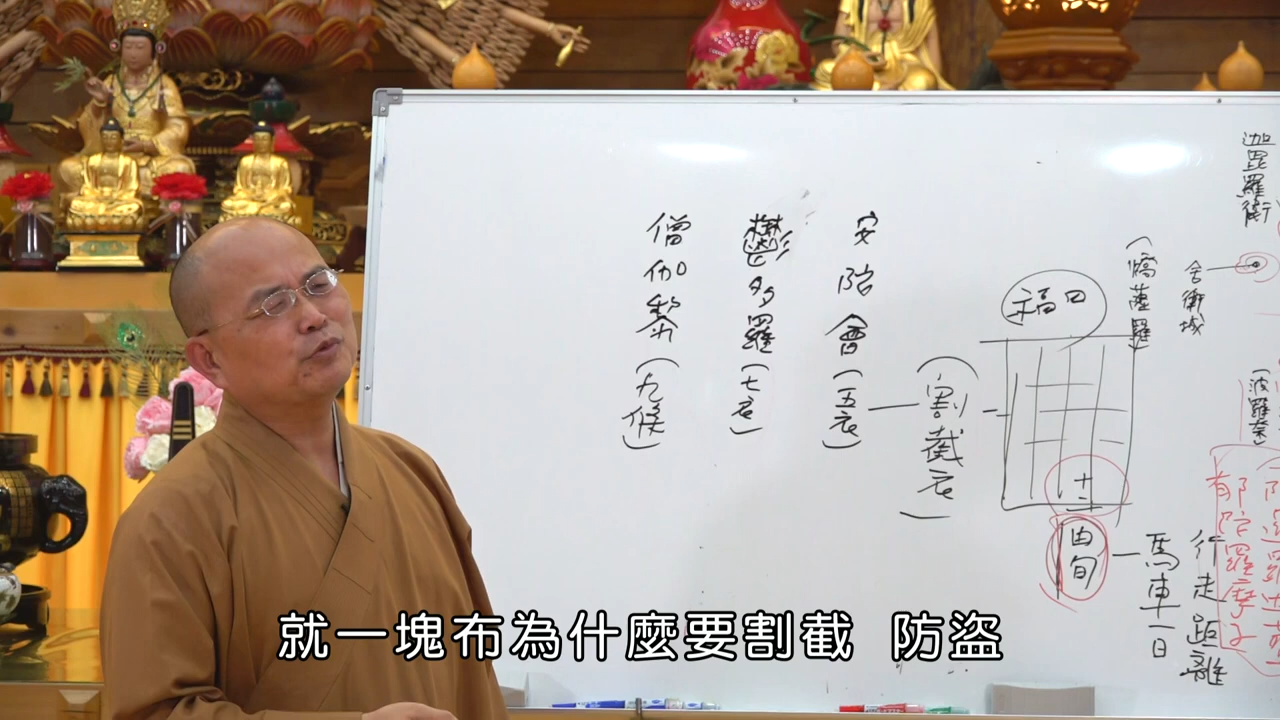 伽毘羅衛
舍衛城
(憍薩羅
(波羅奈)
福田
十二
由旬
馬車一日
行走距離
(割截衣)
安陀會(五衣)
鬱多羅(七衣)
僧伽黎(九條)
就一塊布為什麼要割截 防盜